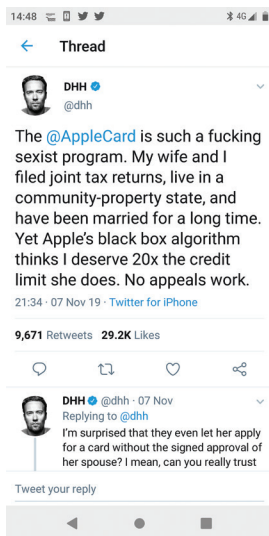 14:48
4G
Thread
DHH
@dhh
The @AppleCard is such a fucking
sexist program. My wife and I
filed joint tax returns, live in a
community-property state, and
have been married for a long time.
Yet Apple's black box algorithm
thinks I deserve 20x the credit
limit she does. No appeals work.
21:34 · 07 Nov 19 · Twitter for iPhone
9,671 Retweets 29.2K Likes
DHH @dhh · 07 Nov
Replying to @dhh
I'm surprised that they even let her apply
for a card without the signed approval of
her spouse? I mean, can you really trust
Tweet your reply